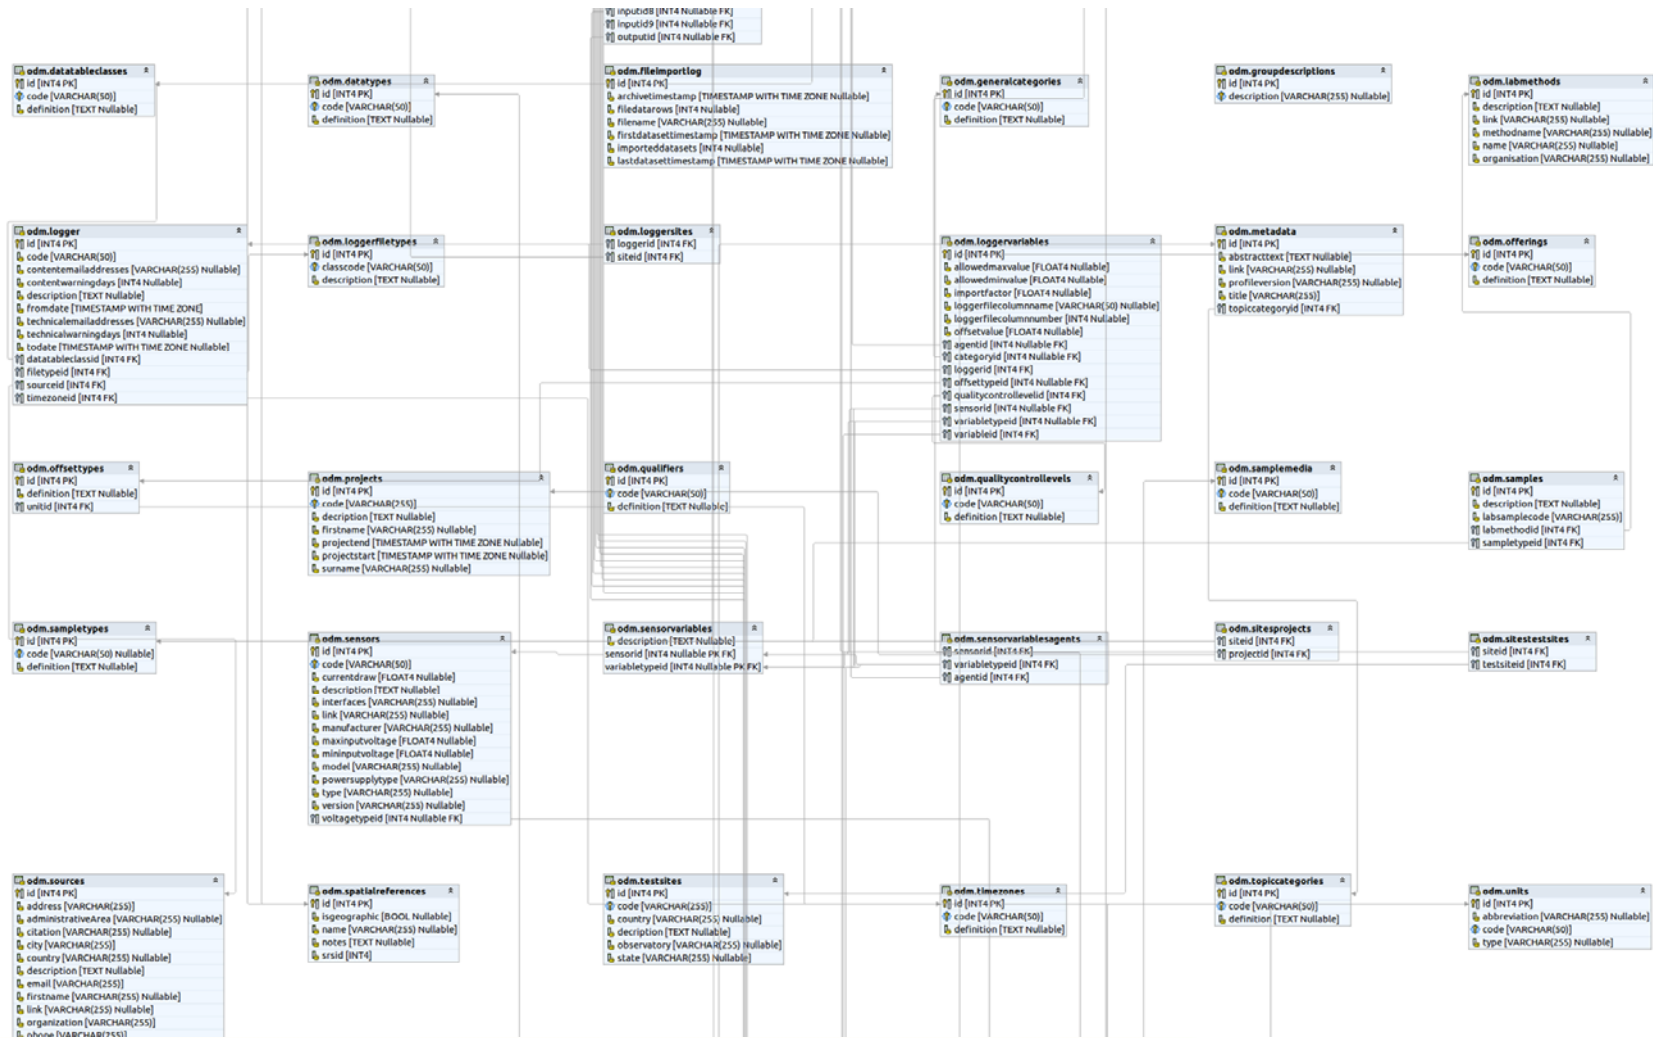 inputid8 [INT4 Nullable FK]
inputid9 [INT4 Nullable FK]
outputid [INT4 Nullable FK]
odm.datatableclasses
id [INT4 PK]
code [VARCHAR(50)]
definition [TEXT Nullable]
odm.datatypes
id [INT4 PK]
code [VARCHAR(50)]
definition [TEXT Nullable]
odm.fileimportlog
id [INT4 PK]
archivetimestamp [TIMESTAMP WITH TIME ZONE Nullable]
filedatarows [INT4 Nullable]
filename [VARCHAR(255) Nullable]
firstdatasettimestamp [TIMESTAMP WITH TIME ZONE Nullable]
importeddatasets [INT4 Nullable]
lastdatasettimestamp [TIMESTAMP WITH TIME ZONE Nullable]
odm.generalcategories
id [INT4 PK]
code [VARCHAR(50)]
definition [TEXT Nullable]
odm.groupdescriptions
id [INT4 PK]
description [VARCHAR(255) Nullable]
odm.labmethods
id [INT4 PK]
description [TEXT Nullable]
link [VARCHAR(255) Nullable]
methodname [VARCHAR(255) Nullable]
name [VARCHAR(255) Nullable]
organisation [VARCHAR(255) Nullable]
odm.logger
id [INT4 PK]
code [VARCHAR(50)]
contentemailaddresses [VARCHAR(255) Nullable]
contentwarningdays [INT4 Nullable]
description [TEXT Nullable]
fromdate [TIMESTAMP WITH TIME ZONE]
technicalemailaddresses [VARCHAR(255) Nullable]
technicalwarningdays [INT4 Nullable]
todate [TIMESTAMP WITH TIME ZONE Nullable]
datatableclassid [INT4 FK]
filetypeid [INT4 FK]
sourceid [INT4 FK]
timezoneid [INT4 FK]
odm.loggerfiletypes
id [INT4 PK]
classcode [VARCHAR(50)]
description [TEXT Nullable]
odm.loggersites
loggerid [INT4 FK]
siteid [INT4 FK]
odm.loggervariables
id [INT4 PK]
allowedmaxvalue [FLOAT4 Nullable]
allowedminvalue [FLOAT4 Nullable]
importfactor [FLOAT4 Nullable]
loggerfilecolumnname [VARCHAR(50) Nullable]
loggerfilecolumnnumber [INT4 Nullable]
offsetvalue [FLOAT4 Nullable]
agentid [INT4 Nullable FK]
categoryid [INT4 Nullable FK]
loggerid [INT4 FK]
offsettypeid [INT4 Nullable FK]
qualitycontrollevelid [INT4 FK]
sensorid [INT4 Nullable FK]
variabletypeid [INT4 Nullable FK]
variableid [INT4 FK]
odm.metadata
id [INT4 PK]
abstracttext [TEXT Nullable]
link [VARCHAR(255) Nullable]
profileversion [VARCHAR(255) Nullable]
title [VARCHAR(255)]
topiccategoryid [INT4 FK]
odm.offerings
id [INT4 PK]
code [VARCHAR(50)]
definition [TEXT Nullable]
odm.offsettypes
id [INT4 PK]
definition [TEXT Nullable]
unitid [INT4 FK]
odm.projects
id [INT4 PK]
code [VARCHAR(255)]
decription [TEXT Nullable]
firstname [VARCHAR(255) Nullable]
projectend [TIMESTAMP WITH TIME ZONE Nullable]
projectstart [TIMESTAMP WITH TIME ZONE Nullable]
surname [VARCHAR(255) Nullable]
odm.qualifiers
id [INT4 PK]
code [VARCHAR(50)]
definition [TEXT Nullable]
odm.qualitycontrollevels
id [INT4 PK]
code [VARCHAR(50)]
definition [TEXT Nullable]
odm.samplemedia
id [INT4 PK]
code [VARCHAR(50)]
definition [TEXT Nullable]
odm.samples
id [INT4 PK]
description [TEXT Nullable]
labsamplecode [VARCHAR(255)]
labmethodid [INT4 FK]
sampletypeid [INT4 FK]
odm.sampletypes
id [INT4 PK]
code [VARCHAR(50) Nullable]
definition [TEXT Nullable]
odm.sensors
id [INT4 PK]
code [VARCHAR(50)]
currentdraw [FLOAT4 Nullable]
description [TEXT Nullable]
interfaces [VARCHAR(255) Nullable]
link [VARCHAR(255) Nullable]
manufacturer [VARCHAR(255) Nullable]
maxinputvoltage [FLOAT4 Nullable]
mininputvoltage [FLOAT4 Nullable]
model [VARCHAR(255) Nullable]
powersupplytype [VARCHAR(255) Nullable]
type [VARCHAR(255) Nullable]
version [VARCHAR(255) Nullable]
voltagetypeid [INT4 Nullable FK]
odm.sensorvariables
description [TEXT Nullable]
sensorid [INT4 Nullable PK FK]
variabletypeid [INT4 Nullable PK FK]
odm.sensorvariablesagents
sensorid [INT4 FK]
variabletypeid [INT4 FK]
agentid [INT4 FK]
odm.sitesprojects
siteid [INT4 FK]
projectid [INT4 FK]
odm.sitestestsites
siteid [INT4 FK]
testsiteid [INT4 FK]
odm.sources
id [INT4 PK]
address [VARCHAR(255)]
administrativeArea [VARCHAR(255) Nullable]
citation [VARCHAR(255) Nullable]
city [VARCHAR(255)]
country [VARCHAR(255) Nullable]
description [TEXT Nullable]
email [VARCHAR(255)]
firstname [VARCHAR(255) Nullable]
link [VARCHAR(255) Nullable]
organization [VARCHAR(255)]
phone [VARCHAR(255)]
odm.spatialreferences
id [INT4 PK]
isgeographic [BOOL Nullable]
name [VARCHAR(255) Nullable]
notes [TEXT Nullable]
srsid [INT4]
odm.testsites
id [INT4 PK]
code [VARCHAR(255)]
country [VARCHAR(255) Nullable]
decription [TEXT Nullable]
observatory [VARCHAR(255) Nullable]
state [VARCHAR(255) Nullable]
odm.timezones
id [INT4 PK]
code [VARCHAR(50)]
definition [TEXT Nullable]
odm.topiccategories
id [INT4 PK]
code [VARCHAR(50)]
definition [TEXT Nullable]
odm.units
id [INT4 PK]
abbreviation [VARCHAR(255) Nullable]
code [VARCHAR(50)]
type [VARCHAR(255) Nullable]